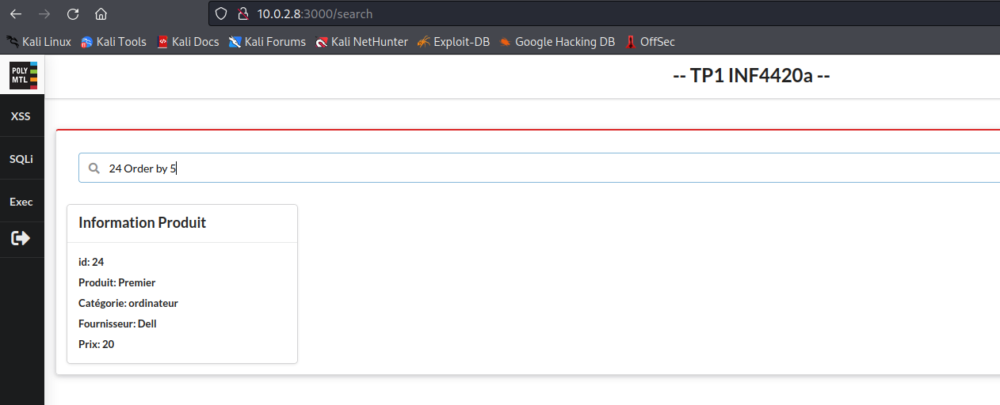 10.0.2.8:3000/search
Kali Linux Kali Tools Kali Docs Kali Forums Kali NetHunter Exploit-DB Google Hacking DB OffSec
POLY
MTL
-- TP1 INF4420a --
XSS
SQLi
Exec
24 Order by 5
Information Produit
id: 24
Produit: Premier
Catégorie: ordinateur
Fournisseur: Dell
Prix: 20